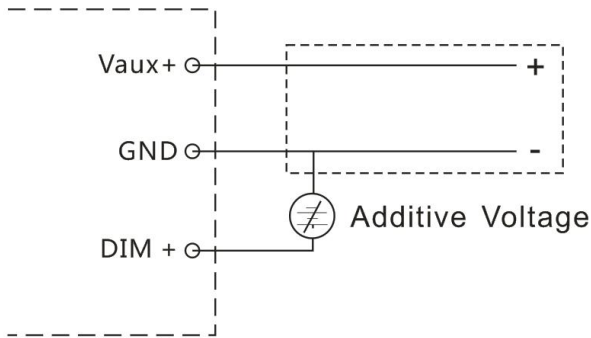 Vaux+
+
GND
-
Additive Voltage
DIM +